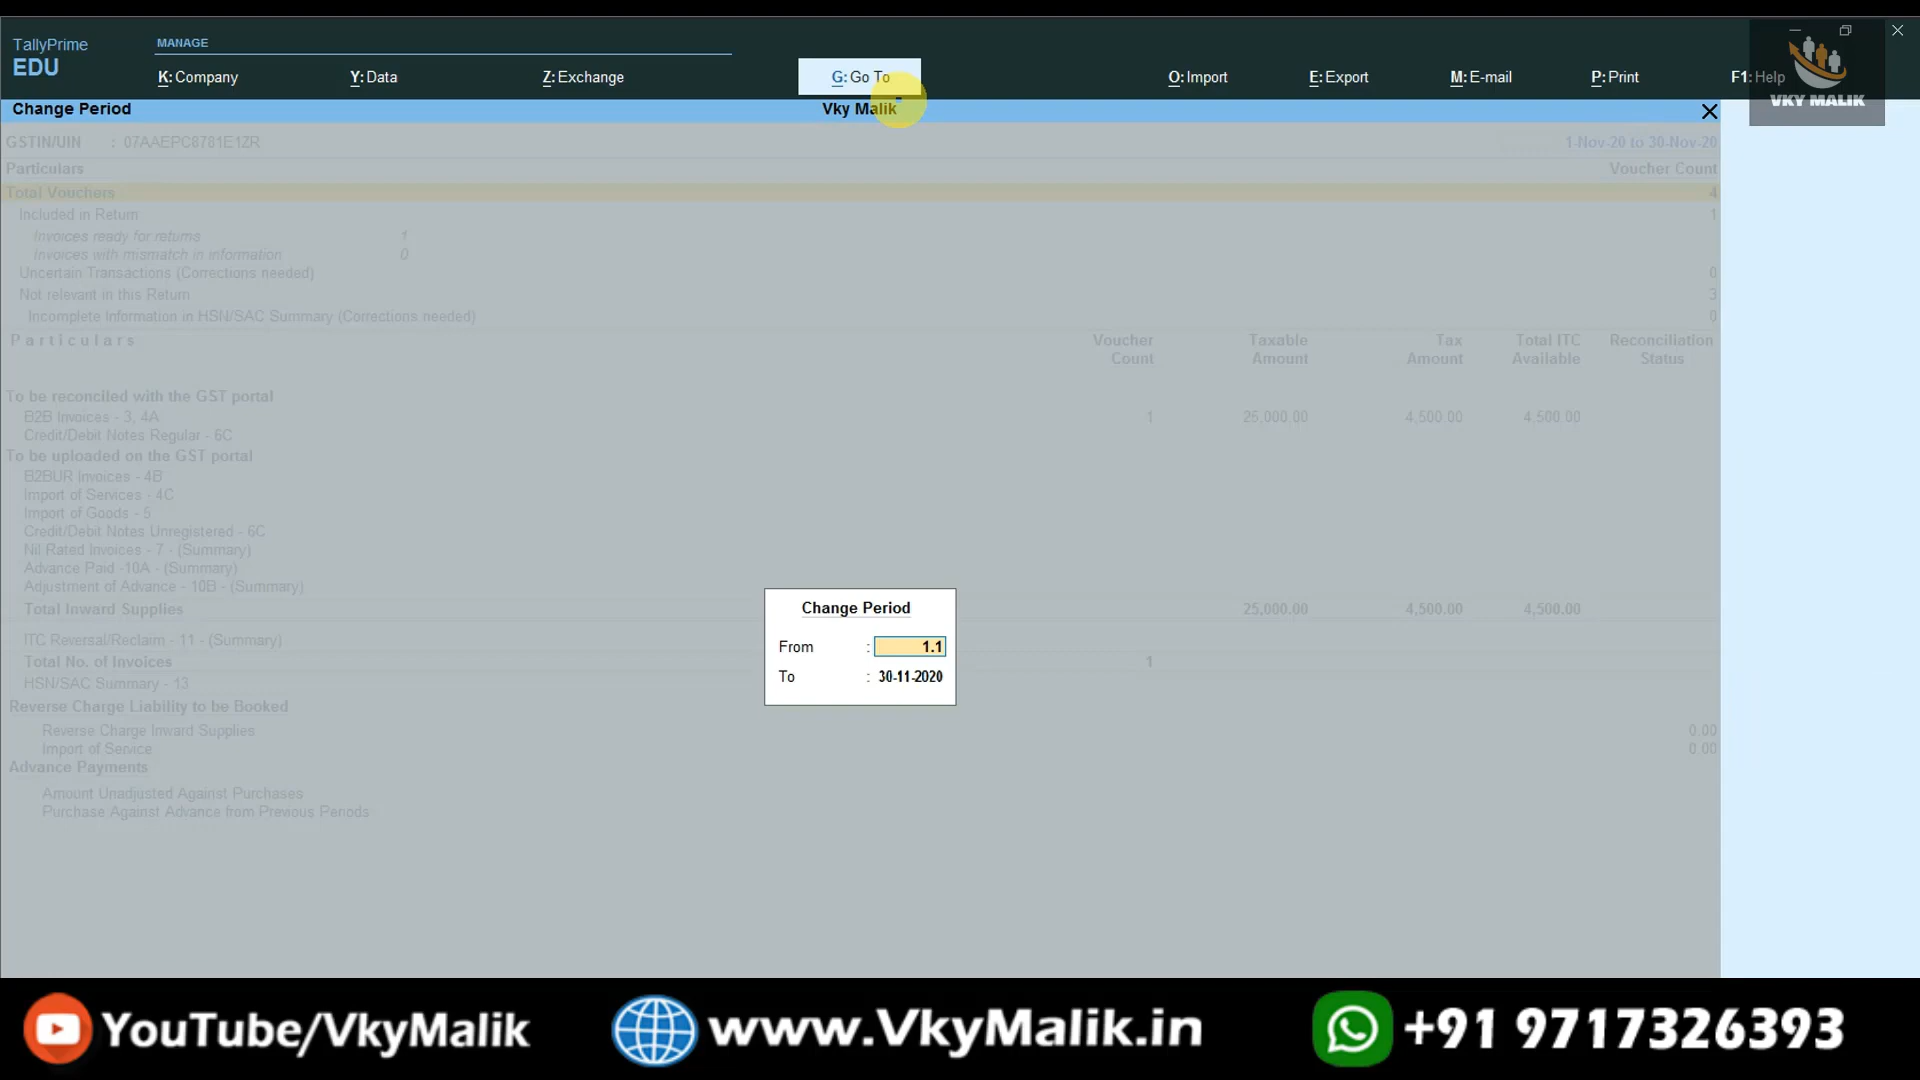 TallyPrime
EDU
MANAGE
K: Company
Y: Data
Z: Exchange
G: Go To
O: Import
E: Export
M: E-mail
P: Print
F1: Help
VKY MALIK
Change Period
Vky Malik
GSTIN/UIN : 07AAEPC8781E1ZR
1-Nov-20 to 30-Nov-20
Particulars Voucher Count
Total Vouchers 4
Included in Return 1
Invoices ready for returns 1
Invoices with mismatch in information 0
Uncertain Transactions (Corrections needed) 0
Not relevant in this Return 3
Incomplete Information in HSN/SAC Summary (Corrections needed) 0
Particulars Voucher Taxable Tax Total ITC Reconciliation
Count Amount Amount Available Status
To be reconciled with the GST portal
B2B Invoices - 3, 4A 1 25,000.00 4,500.00 4,500.00
Credit/Debit Notes Regular - 6C
To be uploaded on the GST portal
B2BUR Invoices - 4B
Import of Services - 4C
Import of Goods - 5
Credit/Debit Notes Unregistered - 6C
Nil Rated Invoices - 7 - (Summary)
Advance Paid -10A - (Summary)
Adjustment of Advance - 10B - (Summary)
Total Inward Supplies 25,000.00 4,500.00 4,500.00
ITC Reversal/Reclaim - 11 - (Summary)
Total No. of Invoices 1
HSN/SAC Summary - 13
Reverse Charge Liability to be Booked
Reverse Charge Inward Supplies 0.00
Import of Service 0.00
Advance Payments
Amount Unadjusted Against Purchases
Purchase Against Advance from Previous Periods
Change Period
From : 1.1
To : 30-11-2020
YouTube/VkyMalik
www.VkyMalik.in
+91 9717326393